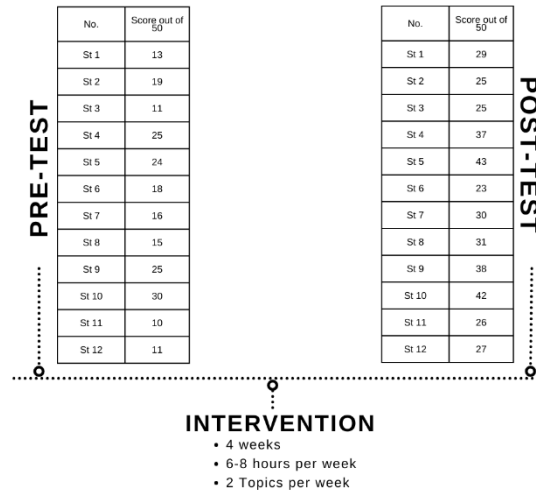 PRE-TEST
No. Score out of 50
St 1 13
St 2 19
St 3 11
St 4 25
St 5 24
St 6 18
St 7 16
St 8 15
St 9 25
St 10 30
St 11 10
St 12 11
No. Score out of 50
St 1 29
St 2 25
St 3 25
St 4 37
St 5 43
St 6 23
St 7 30
St 8 31
St 9 38
St 10 42
St 11 26
St 12 27
POST-TEST
INTERVENTION
• 4 weeks
• 6-8 hours per week
• 2 Topics per week